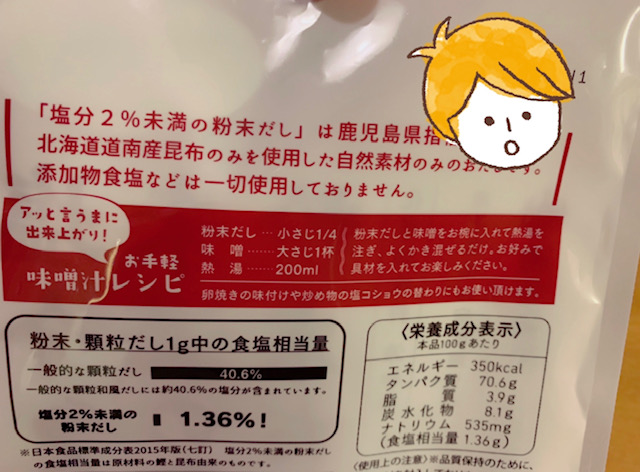 「塩分2%未満の粉末だし」は鹿児島県指
北海道道南産昆布のみを使用した自然素材のみのおだしです。
添加物食塩などは一切使用しておりません。
アッと言うまに
出来上がり!
お手軽
味噌汁レシピ
粉末だし…小さじ1/4
味噌……大さじ1杯
熱湯……200ml
粉末だしと味噌をお椀に入れて熱湯を
注ぎ、よくかき混ぜるだけ。お好みで
具材を入れてお楽しみください。
卵焼きの味付けや炒め物の塩コショウの替わりにもお使い頂けます。
粉末・顆粒だし1g中の食塩相当量
一般的な顆粒だし 40.6%
一般的な顆粒和風だしには約40.6%の塩分が含まれています。
塩分2%未満の
粉末だし 1.36%!
※日本食品標準成分表2015年版(七訂) 塩分2%未満の粉末だし
の食塩相当量は原材料の鰹と昆布由来のものです。
〈栄養成分表示〉
本品100gあたり
エネルギー 350kcal
タンパク質 70.6g
脂質 3.9g
炭水化物 8.1g
ナトリウム 535mg
(食塩相当量 1.36g)
〈使用上の注意〉※品質保持のために、